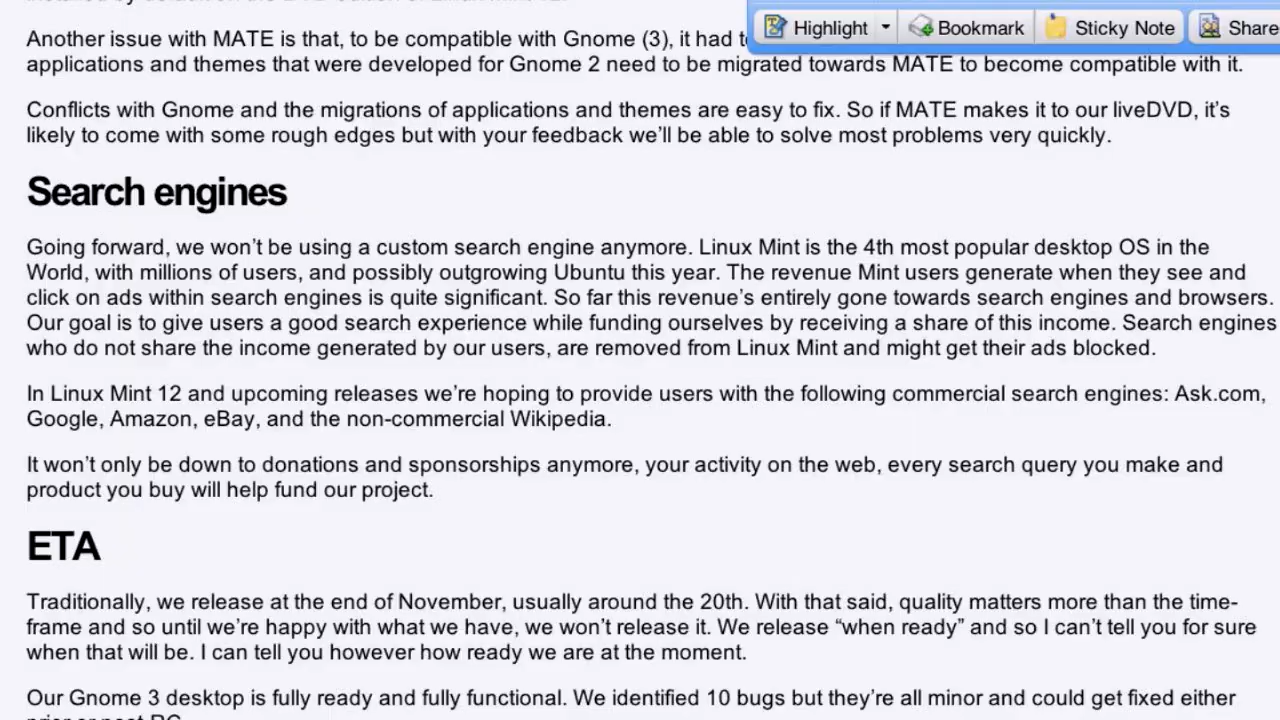 Highlight Bookmark Sticky Note Share
Another issue with MATE is that, to be compatible with Gnome (3), it had
applications and themes that were developed for Gnome 2 need to be migrated towards MATE to become compatible with it.
Conflicts with Gnome and the migrations of applications and themes are easy to fix. So if MATE makes it to our liveDVD, it’s
likely to come with some rough edges but with your feedback we’ll be able to solve most problems very quickly.
Search engines
Going forward, we won’t be using a custom search engine anymore. Linux Mint is the 4th most popular desktop OS in the
World, with millions of users, and possibly outgrowing Ubuntu this year. The revenue Mint users generate when they see and
click on ads within search engines is quite significant. So far this revenue’s entirely gone towards search engines and browsers.
Our goal is to give users a good search experience while funding ourselves by receiving a share of this income. Search engines
who do not share the income generated by our users, are removed from Linux Mint and might get their ads blocked.
In Linux Mint 12 and upcoming releases we’re hoping to provide users with the following commercial search engines: Ask.com,
Google, Amazon, eBay, and the non-commercial Wikipedia.
It won’t only be down to donations and sponsorships anymore, your activity on the web, every search query you make and
product you buy will help fund our project.
ETA
Traditionally, we release at the end of November, usually around the 20th. With that said, quality matters more than the time-
frame and so until we’re happy with what we have, we won’t release it. We release “when ready” and so I can’t tell you for sure
when that will be. I can tell you however how ready we are at the moment.
Our Gnome 3 desktop is fully ready and fully functional. We identified 10 bugs but they’re all minor and could get fixed either